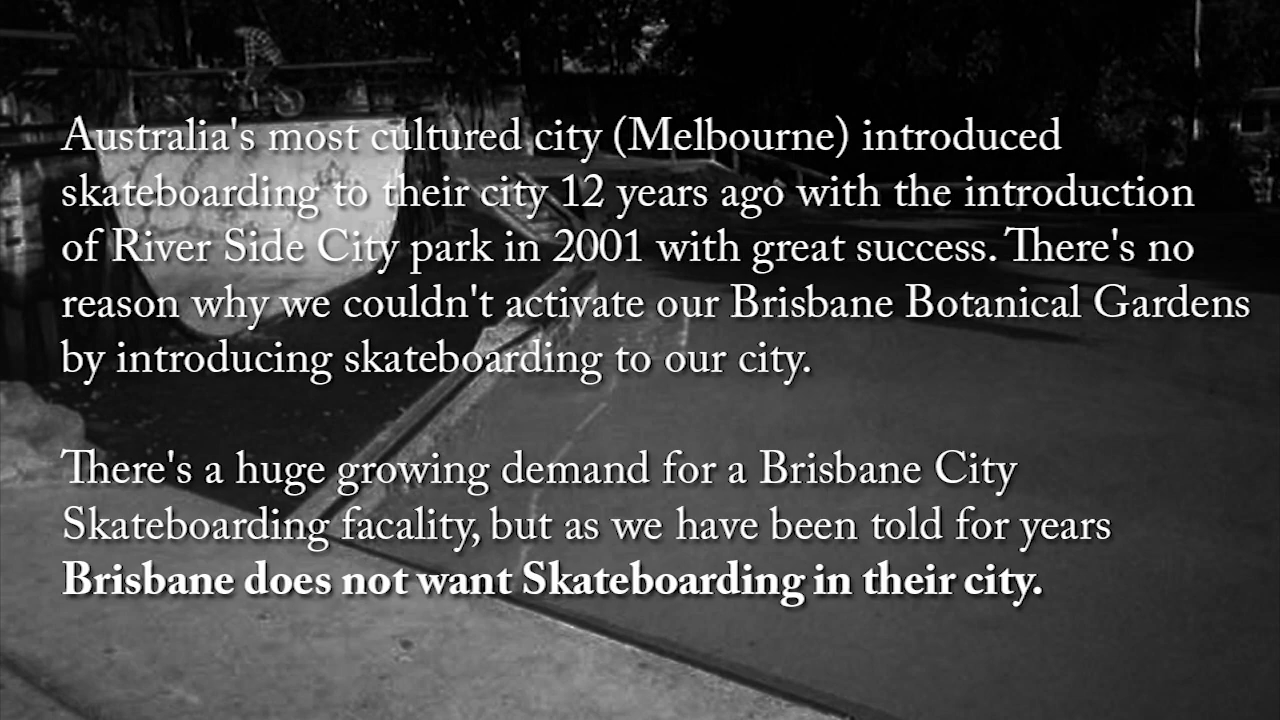 Australia's most cultured city (Melbourne) introduced
skateboarding to their city 12 years ago with the introduction
of River Side City park in 2001 with great success. There's no
reason why we couldn't activate our Brisbane Botanical Gardens
by introducing skateboarding to our city.
There's a huge growing demand for a Brisbane City
Skateboarding facality, but as we have been told for years
Brisbane does not want Skateboarding in their city.